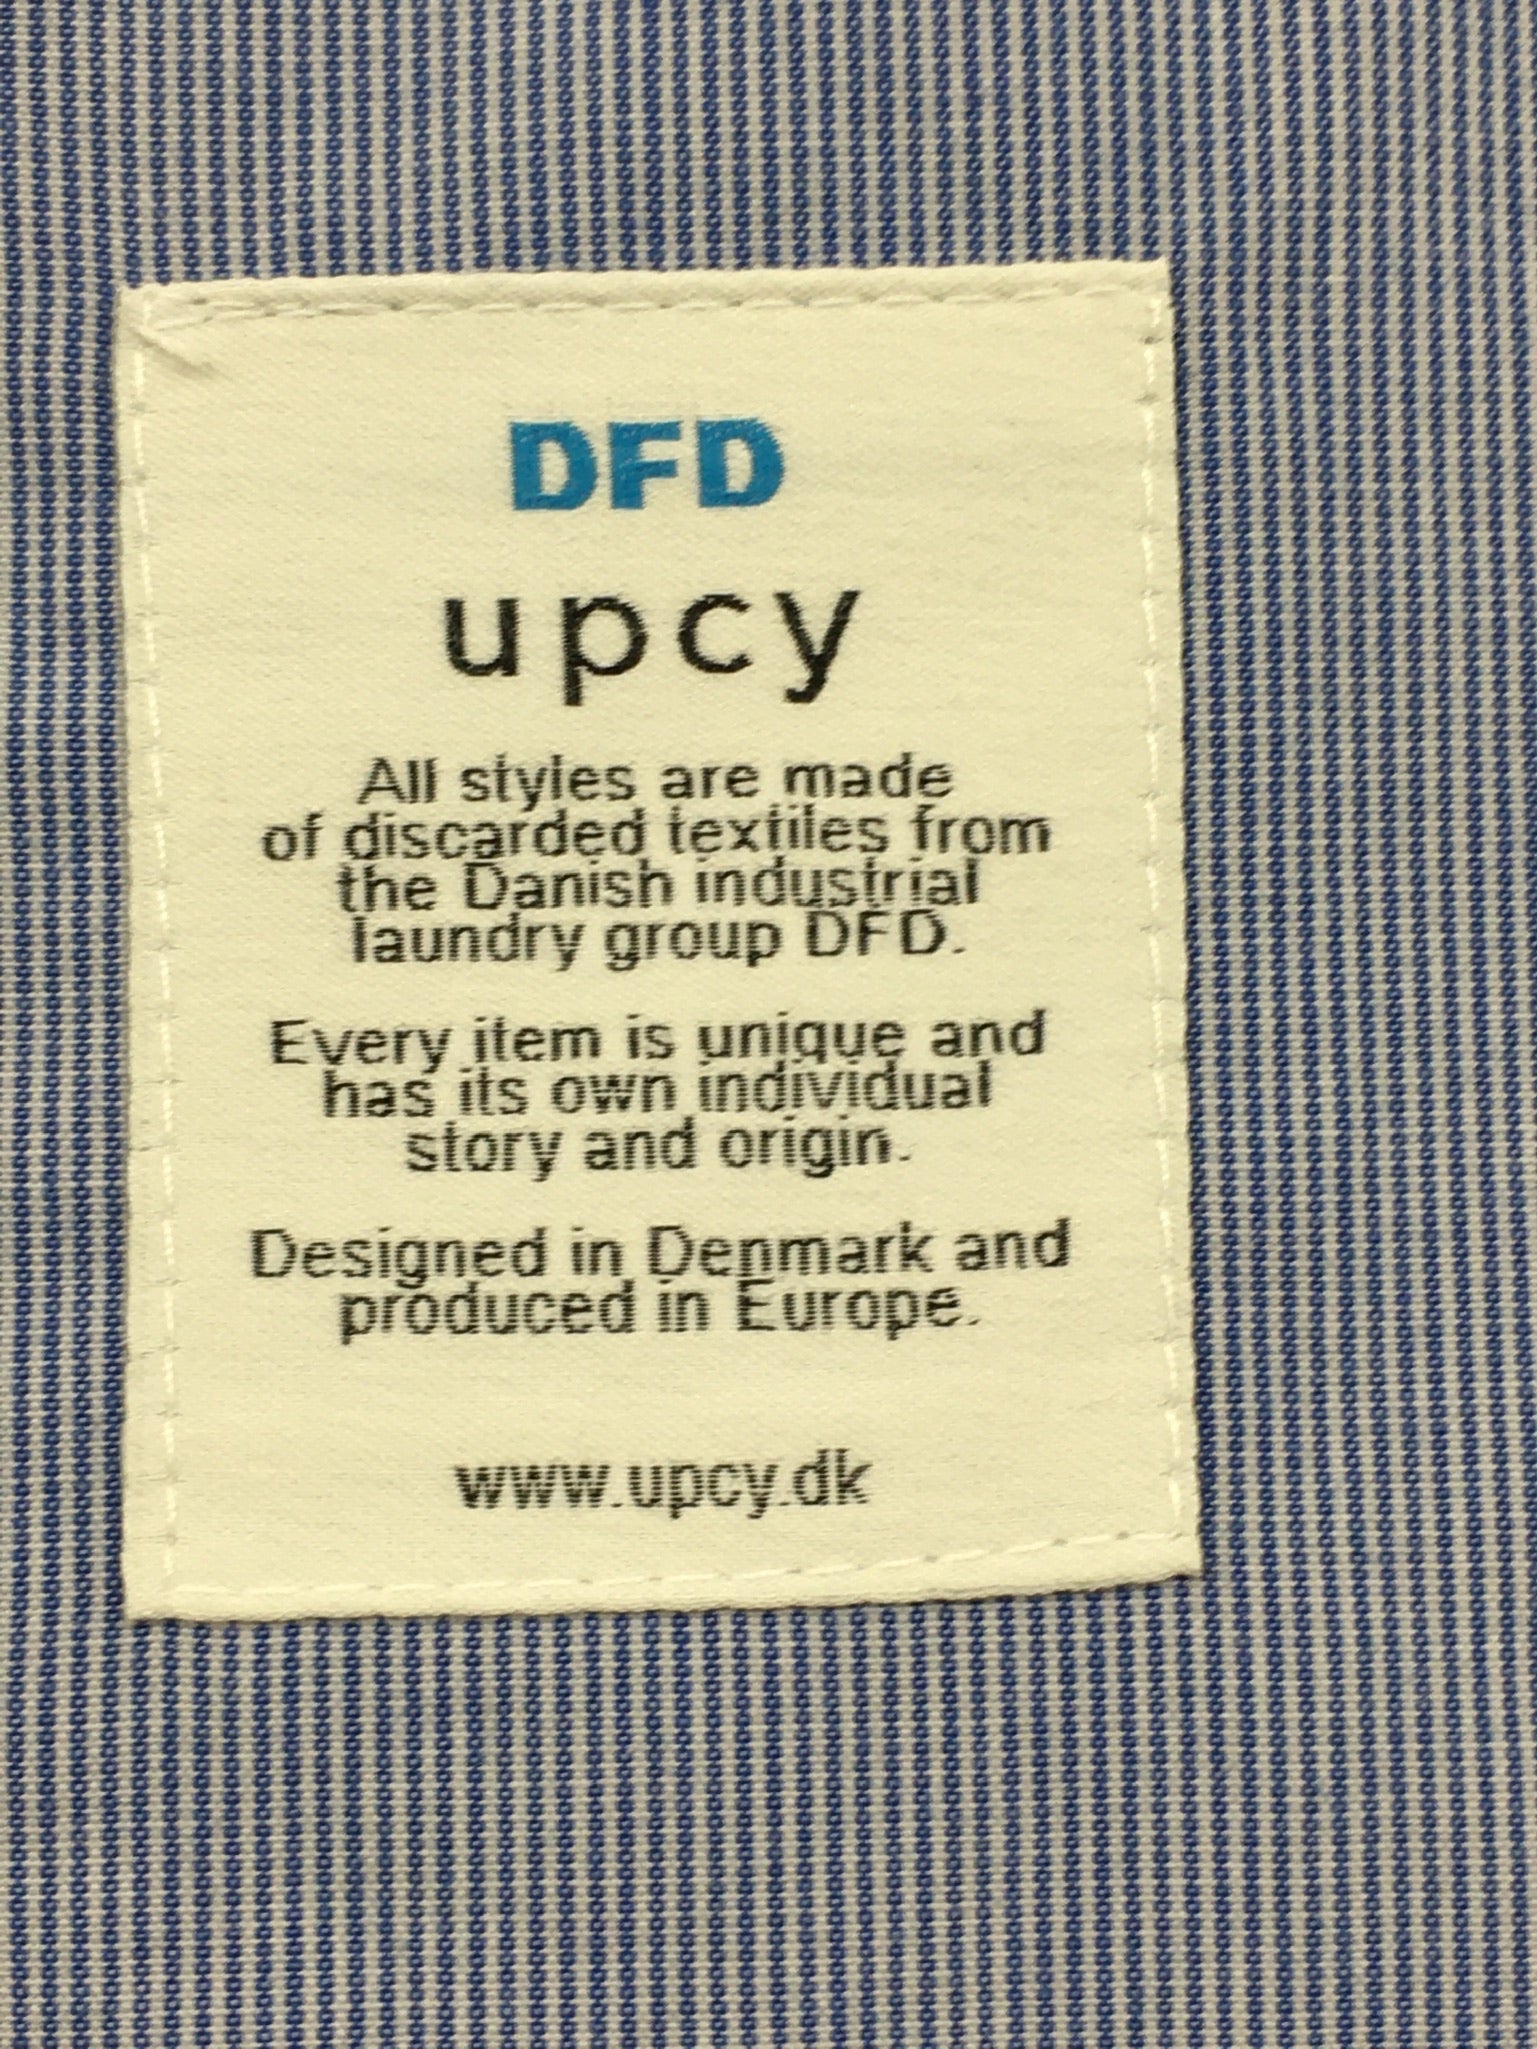 DFD
upcy
All styles are made
of discarded textiles from
the Danish industrial
laundry group DFD.
Every item is unique and
has its own individual
story and origin.
Designed in Denmark and
produced in Europe.
www.upcy.dk